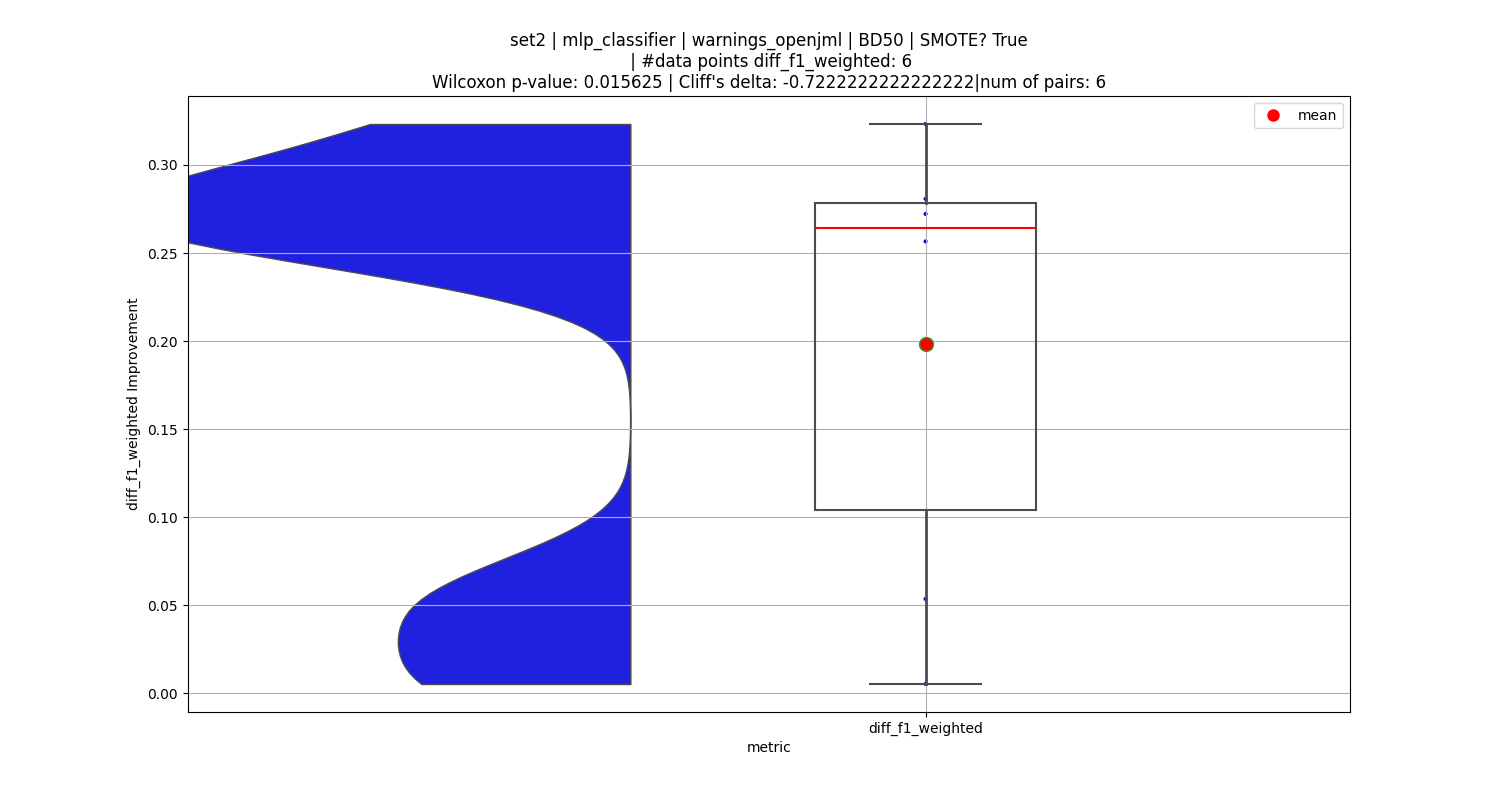 set2 | mlp_classifier | warnings_openjml | BD50 | SMOTE? True
| #data points diff_f1_weighted: 6
Wilcoxon p-value: 0.015625 | Cliff's delta: -0.7222222222222222|num of pairs: 6
mean
0.30
0.25
0.20
0.15
0.10
0.05
0.00
diff_f1_weighted Improvement
diff_f1_weighted
metric